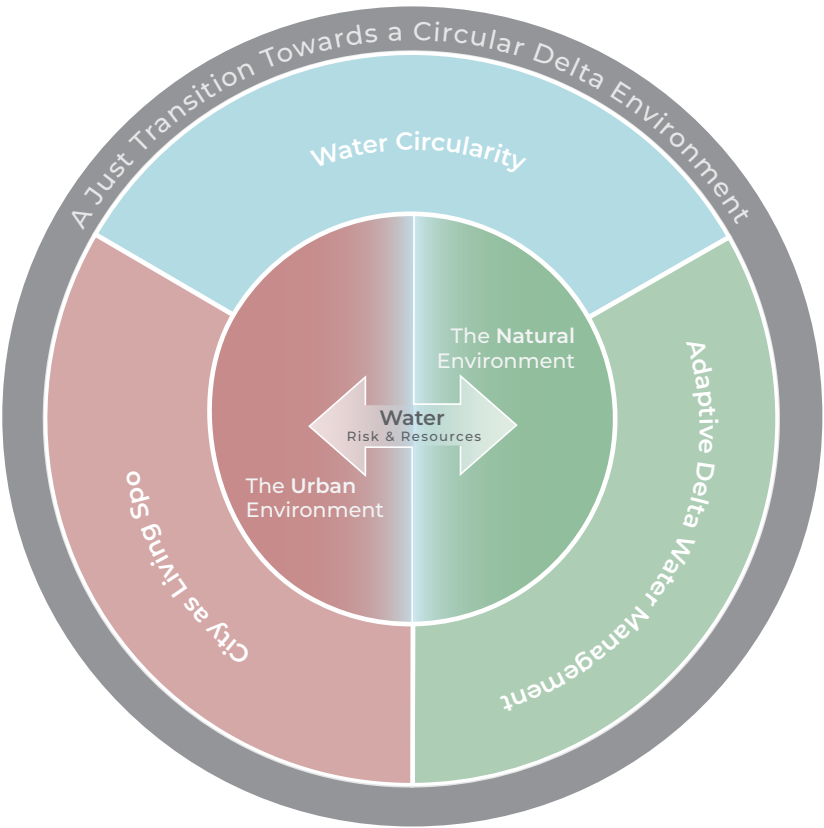 A Just Transition Towards a Circular Delta Environment
Water Circularity
The Natural
Environment
Water
Risk & Resources
The Urban
Environment
City as Living Spo
Adaptive Delta Water Management